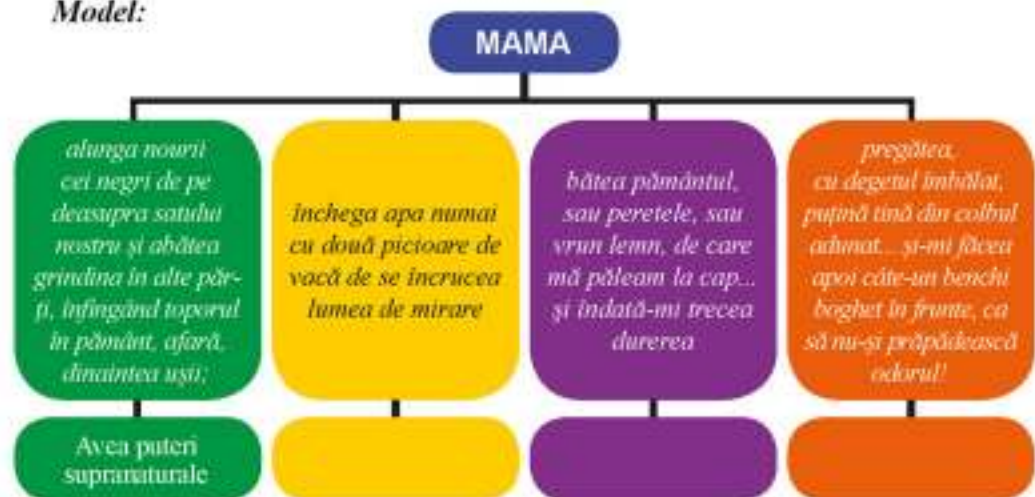 Model:
MAMA
alunga nourii
cei negri de pe
deasupra satului
nostru și abătea
grindina în alte păr-
ți, înfingând toporul
în pământ, afară,
dinaintea ușii;
închega apa numai
cu două picioare de
vacă de se încrucea
lumea de mirare
bătea pământul,
sau peretele, sau
vrun lemn, de care
mă păleam la cap...
și îndată-mi trecea
durerea
pregătea,
cu degetul îmbălat,
puțină tină din colbul
adunat... și-mi făcea
apoi câte-un benchi
boghet în frunte, ca
să nu-și prăpădească
odorul!
Avea puteri
supranaturale